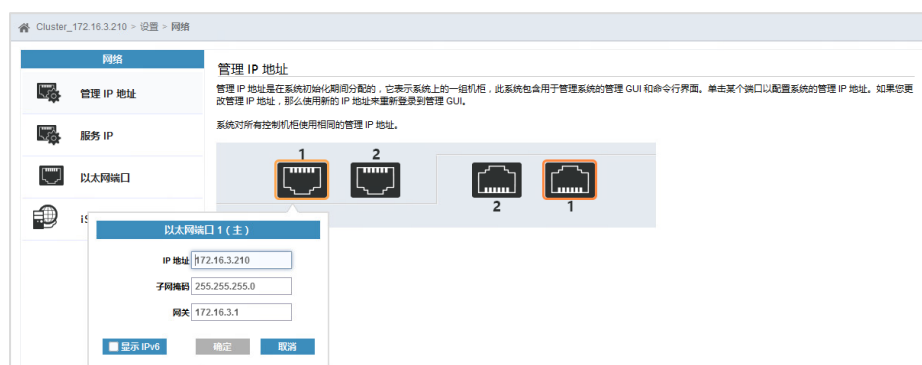 Cluster_172.16.3.210 > 设置 > 网络
网络
管理 IP 地址
服务 IP
以太网端口
管理 IP 地址
管理 IP 地址是在系统初始化期间分配的，它表示系统上的一组机柜，此系统包含用于管理系统的管理 GUI 和命令行界面。单击某个端口以配置系统的管理 IP 地址。如果您更
改管理 IP 地址，那么使用新的 IP 地址来重新登录到管理 GUI。
系统对所有控制机柜使用相同的管理 IP 地址。
1 2
2 1
以太网端口 1（主）
IP 地址 172.16.3.210
子网掩码 255.255.255.0
网关 172.16.3.1
显示 IPv6 确定 取消